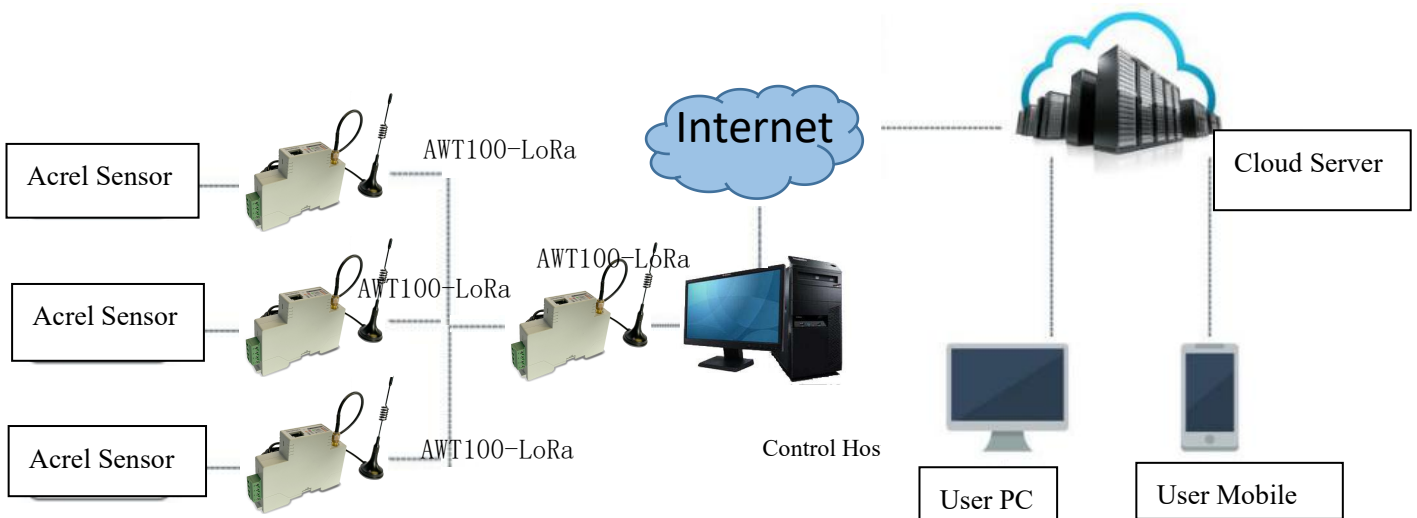 Internet
AWT100-LoRa
Acrel Sensor
Cloud Server
AWT100-LoRa
AWT100-LoRa
Acrel Sensor
AWT100-LoRa
Acrel Sensor
Control Hos
User PC
User Mobile